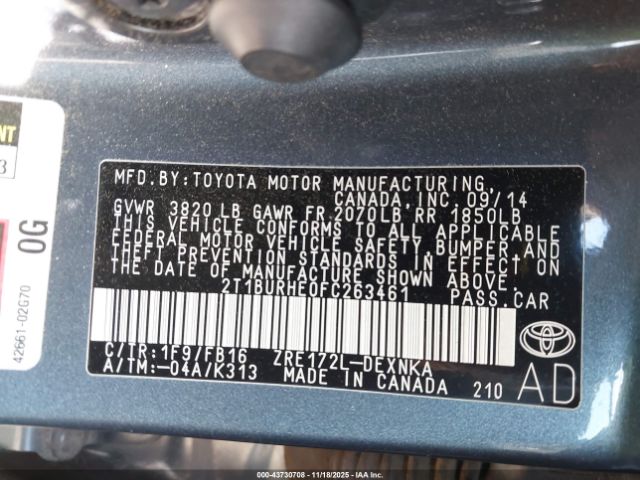 MFD.BY:TOYOTA MOTOR MANUFACTURING,
CANADA, INC. 09/14
GVWR 3820 LB GAWR FR.2070LB RR 1850LB
THIS VEHICLE CONFORMS TO ALL APPLICABLE
FEDERAL MOTOR VEHICLE SAFETY, BUMPER AND
THEFT PREVENTION STANDARDS IN EFFECT ON
THE DATE OF MANUFACTURE SHOWN ABOVE.
2T1BURHE0FC263461 PASS.CAR
C/TR:1F9/FB16 ZRE172L-DEXNKA
A/TM:-04A/K313 MADE IN CANADA 210
TOYOTA
AD
0G
42661-02G70
000-43730708 | 11/18/2025 | IAA, Inc.